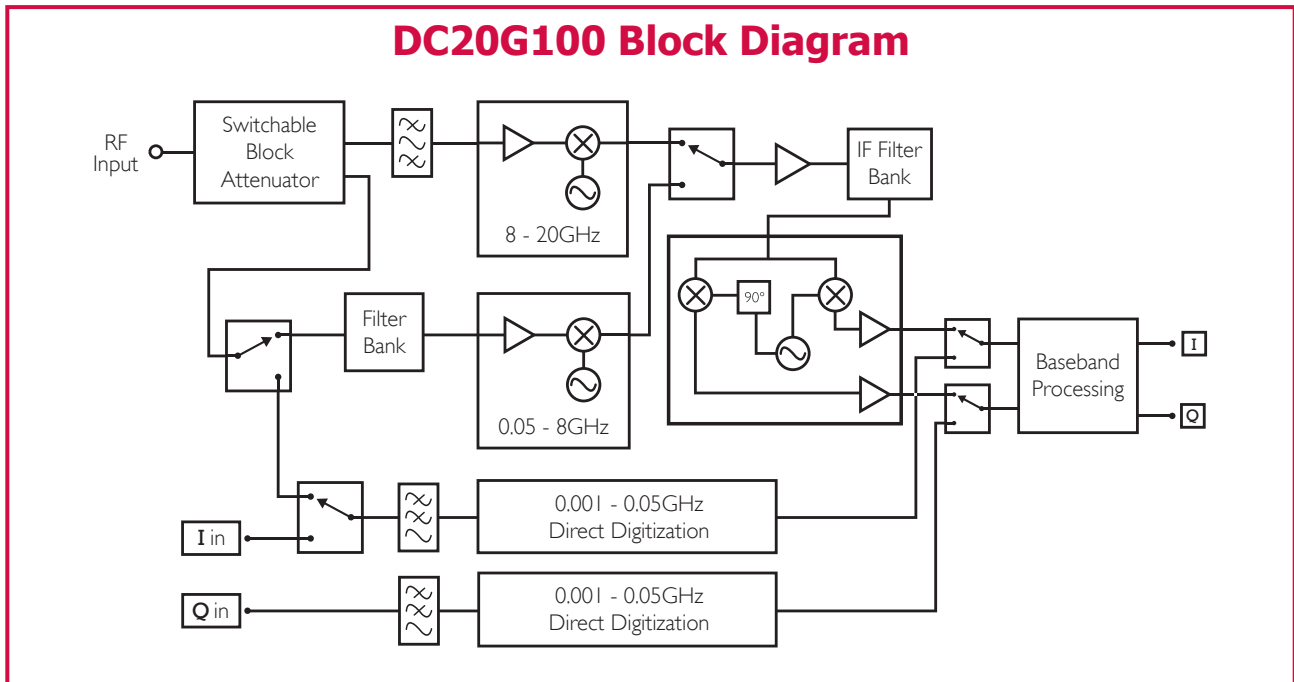 DC20G100 Block Diagram
RF
Input
Switchable
Block
Attenuator
8 - 20GHz
IF Filter
Bank
90°
Filter
Bank
0.05 - 8GHz
Baseband
Processing
I
Q
I in
0.001 - 0.05GHz
Direct Digitization
Q in
0.001 - 0.05GHz
Direct Digitization